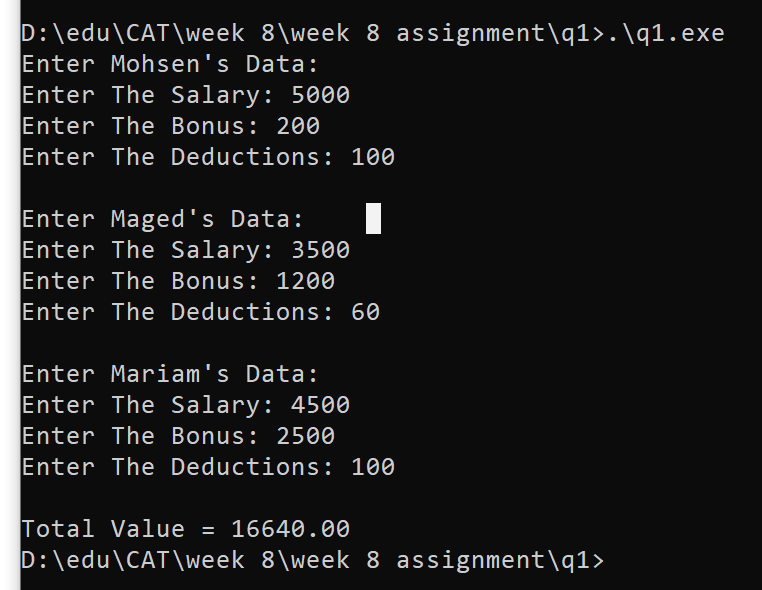 D:\edu\CAT\week 8\week 8 assignment\q1>.\q1.exe
Enter Mohsen's Data:
Enter The Salary: 5000
Enter The Bonus: 200
Enter The Deductions: 100
Enter Maged's Data:
Enter The Salary: 3500
Enter The Bonus: 1200
Enter The Deductions: 60
Enter Mariam's Data:
Enter The Salary: 4500
Enter The Bonus: 2500
Enter The Deductions: 100
Total Value = 16640.00
D:\edu\CAT\week 8\week 8 assignment\q1>